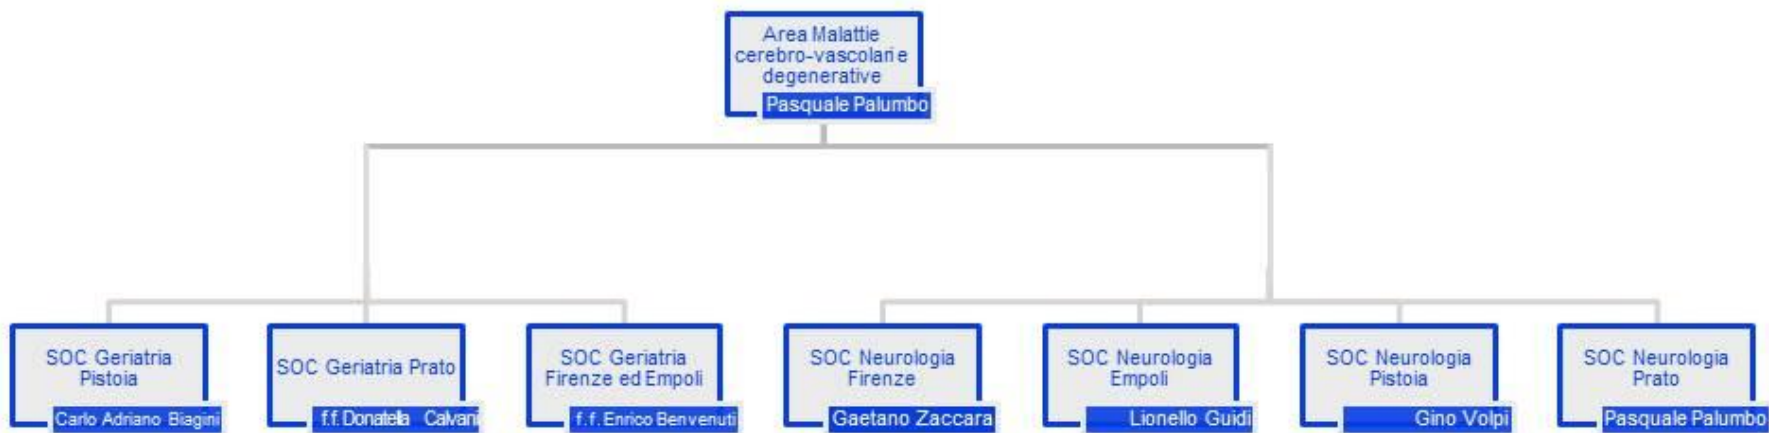 Area Malattie
cerebro-vascolari e
degenerative
Pasquale Palumbo
SOC Geriatria
Pistoia
Carlo Adriano Biagini
SOC Geriatria Prato
f.f. Donatella Calvani
SOC Geriatria
Firenze ed Empoli
f.f. Enrico Benvenuti
SOC Neurologia
Firenze
Gaetano Zaccara
SOC Neurologia
Empoli
Lionello Guidi
SOC Neurologia
Pistoia
Gino Volpi
SOC Neurologia
Prato
Pasquale Palumbo